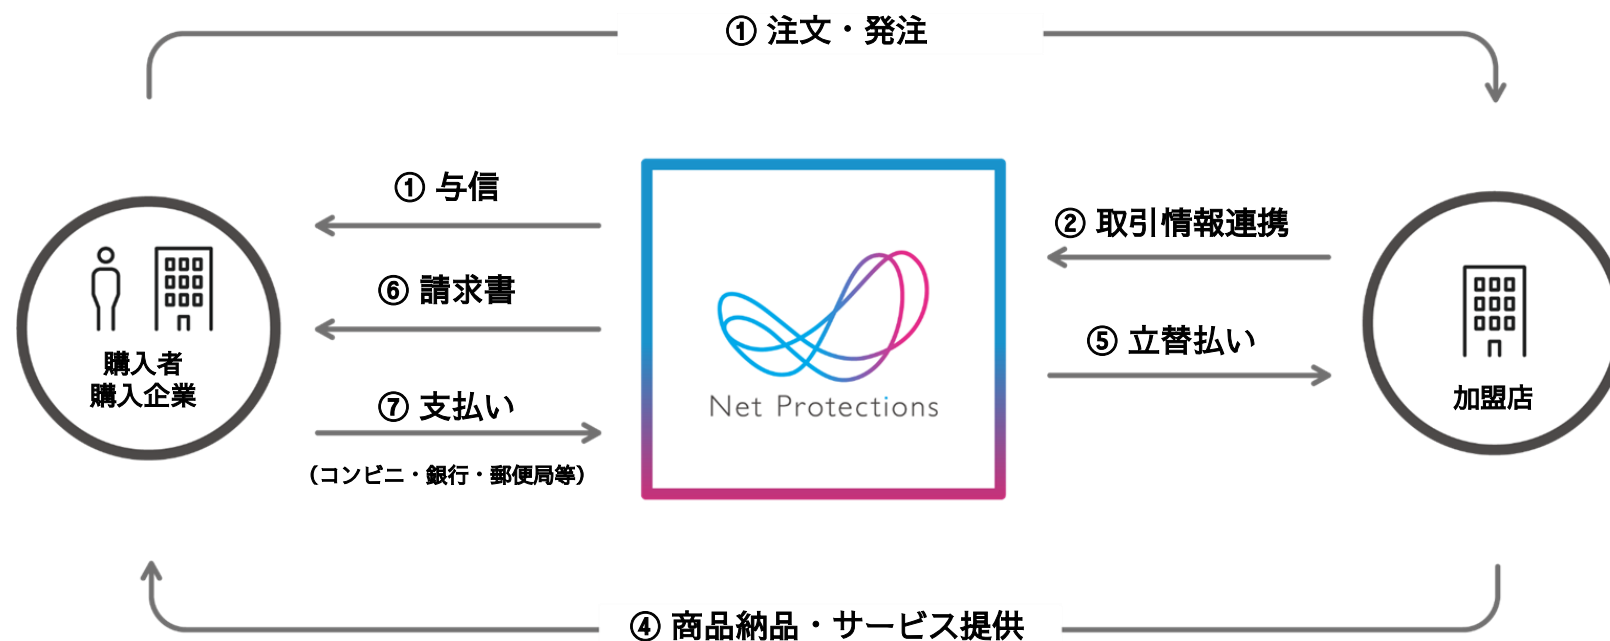 ① 注文・発注
① 与信
② 取引情報連携
⑥ 請求書
⑤ 立替払い
購入者
購入企業
⑦ 支払い
（コンビニ・銀行・郵便局等）
Net Protections
加盟店
④ 商品納品・サービス提供